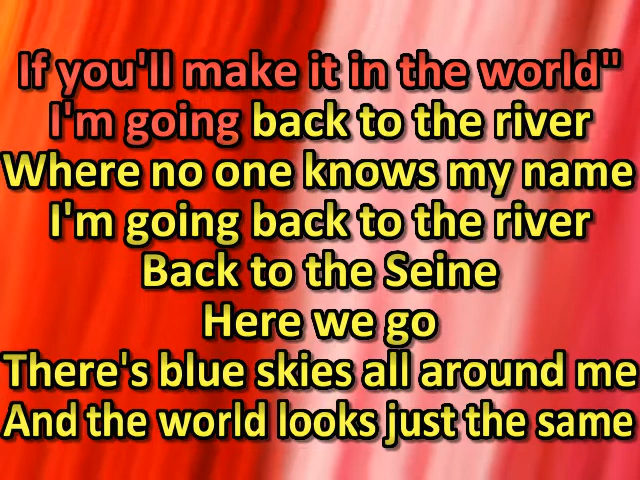 If you'll make it in the world"
I'm going back to the river
Where no one knows my name
I'm going back to the river
Back to the Seine
Here we go
There's blue skies all around me
And the world looks just the same